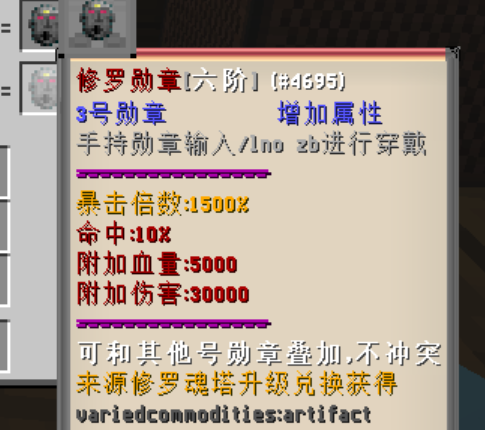 修罗勋章[六阶] (#4695)
3号勋章 增加属性
手持勋章输入/lno zb进行穿戴
暴击倍数:1500%
命中:10%
附加血量:5000
附加伤害:30000
可和其他号勋章叠加,不冲突
来源修罗魂塔升级兑换获得
variedcommodities:artifact